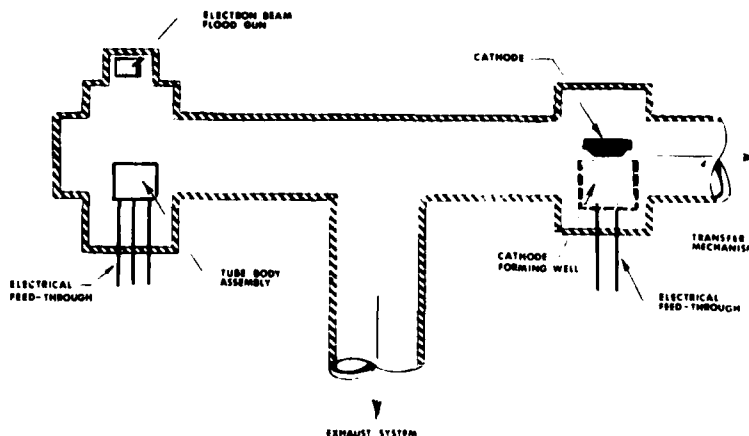 ELECTRON BEAM
FLOOD GUN
CATHODE
TRANSFER
MECHANISM
CATHODE
FORMING WELL
TUBE BODY
ASSEMBLY
ELECTRICAL
FEED-THROUGH
ELECTRICAL
FEED-THROUGH
EXHAUST SYSTEM